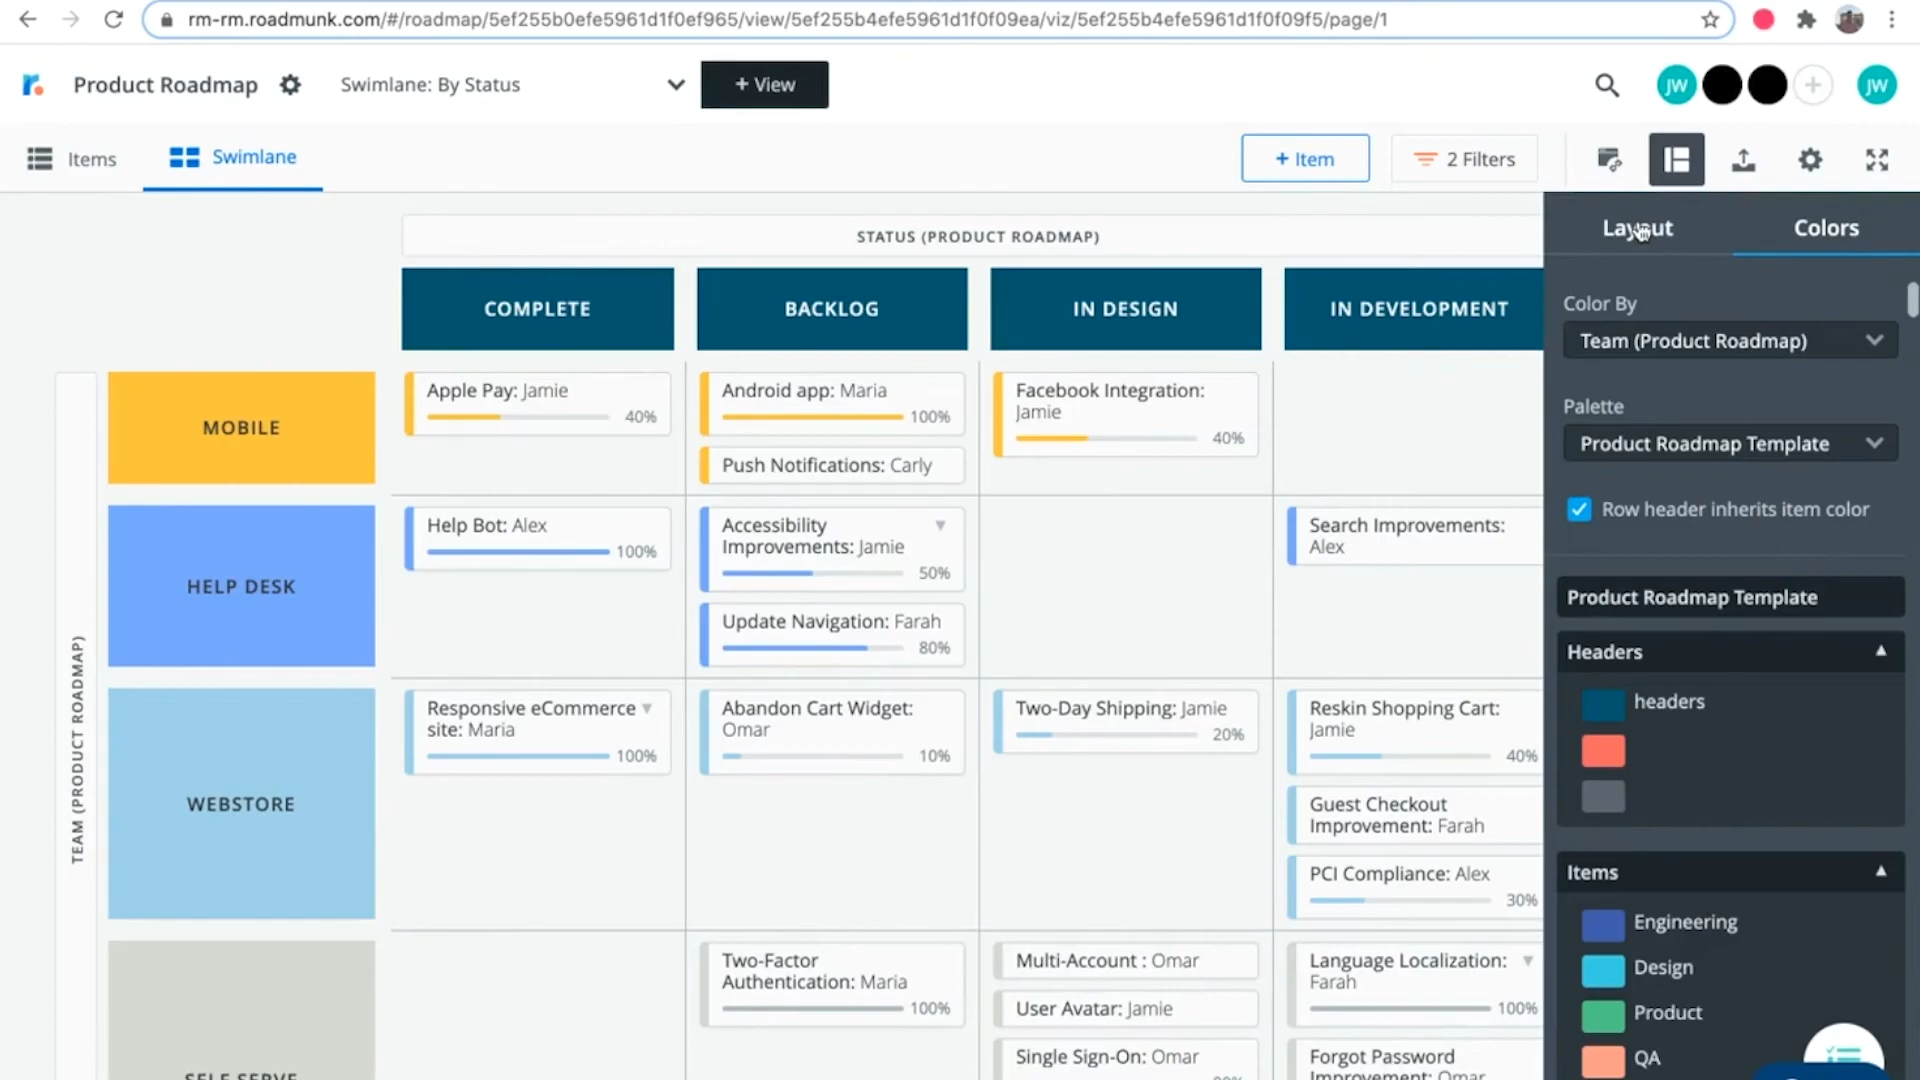 rm-rm.roadmunk.com/#/roadmap/5ef255b0efe5961d1f0ef965/view/5ef255b4efe5961d1f0f09ea/viz/5ef255b4efe5961d1f0f09f5/page/1
Product Roadmap
Swimlane: By Status
+ View
JW
JW
Items
Swimlane
+ Item
2 Filters
Layout
Colors
STATUS (PRODUCT ROADMAP)
COMPLETE
BACKLOG
IN DESIGN
IN DEVELOPMENT
TEAM (PRODUCT ROADMAP)
MOBILE
Apple Pay: Jamie
40%
Android app: Maria
100%
Push Notifications: Carly
Facebook Integration:
Jamie
40%
HELP DESK
Help Bot: Alex
100%
Accessibility
Improvements: Jamie
50%
Update Navigation: Farah
80%
Search Improvements:
Alex
WEBSTORE
Responsive eCommerce
site: Maria
100%
Abandon Cart Widget:
Omar
10%
Two-Day Shipping: Jamie
20%
Reskin Shopping Cart:
Jamie
40%
Guest Checkout
Improvement: Farah
PCI Compliance: Alex
30%
SELF SERVE
Two-Factor
Authentication: Maria
100%
Multi-Account : Omar
User Avatar: Jamie
Single Sign-On: Omar
Language Localization:
Farah
100%
Forgot Password
Improvement: Omar
Color By
Team (Product Roadmap)
Palette
Product Roadmap Template
Row header inherits item color
Product Roadmap Template
Headers
headers
Items
Engineering
Design
Product
QA